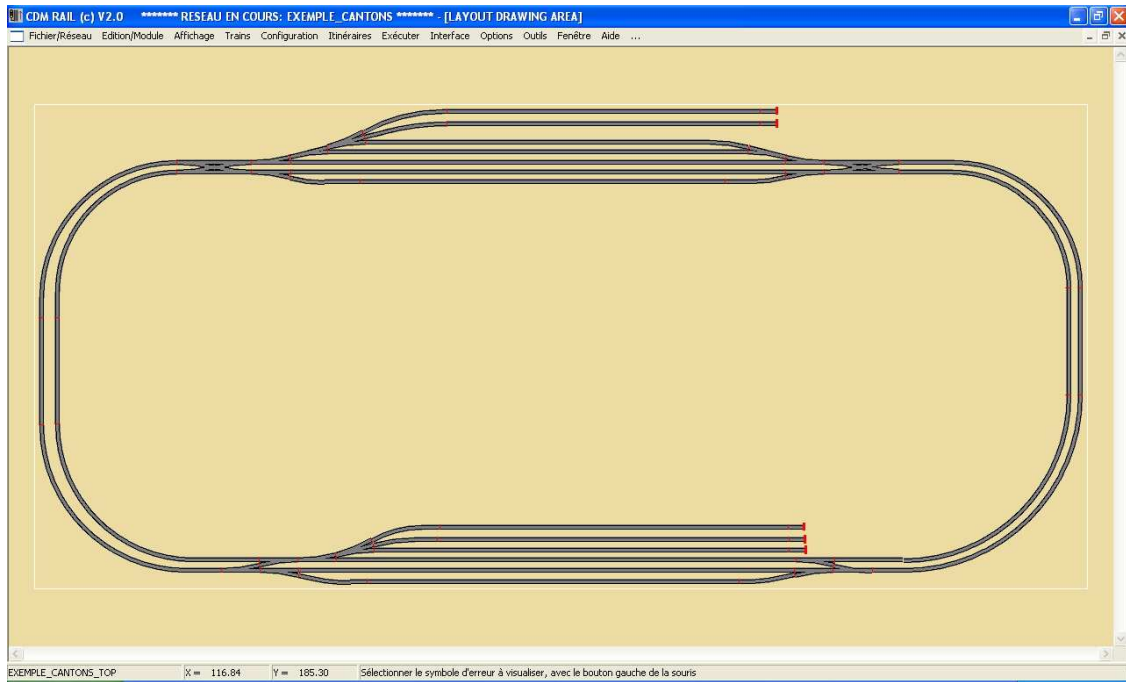 CDM RAIL (c) V2.0 ******* RESEAU EN COURS: EXEMPLE_CANTONS ******* - [LAYOUT DRAWING AREA]
Fichier/Réseau Edition/Module Affichage Trains Configuration Itinéraires Exécuter Interface Options Outils Fenêtre Aide ...
EXEMPLE_CANTONS_TOP X = 116.84 Y = 185.30 Sélectionner le symbole d'erreur à visualiser, avec le bouton gauche de la souris